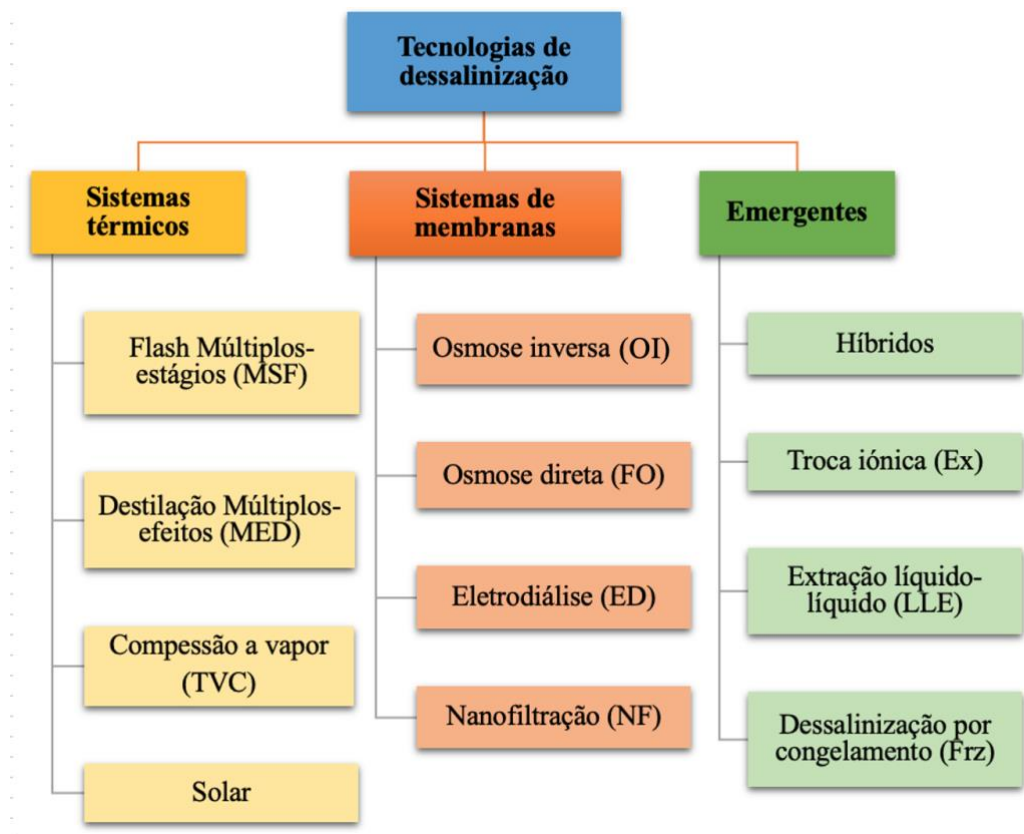 Tecnologias de
dessalinização
Sistemas
térmicos
Flash Múltiplos-
estágios (MSF)
Destilação Múltiplos-
efeitos (MED)
Compessão a vapor
(TVC)
Solar
Sistemas de
membranas
Osmose inversa (OI)
Osmose direta (FO)
Eletrodiálise (ED)
Nanofiltração (NF)
Emergentes
Híbridos
Troca iónica (Ex)
Extração líquido-
líquido (LLE)
Dessalinização por
congelamento (Frz)